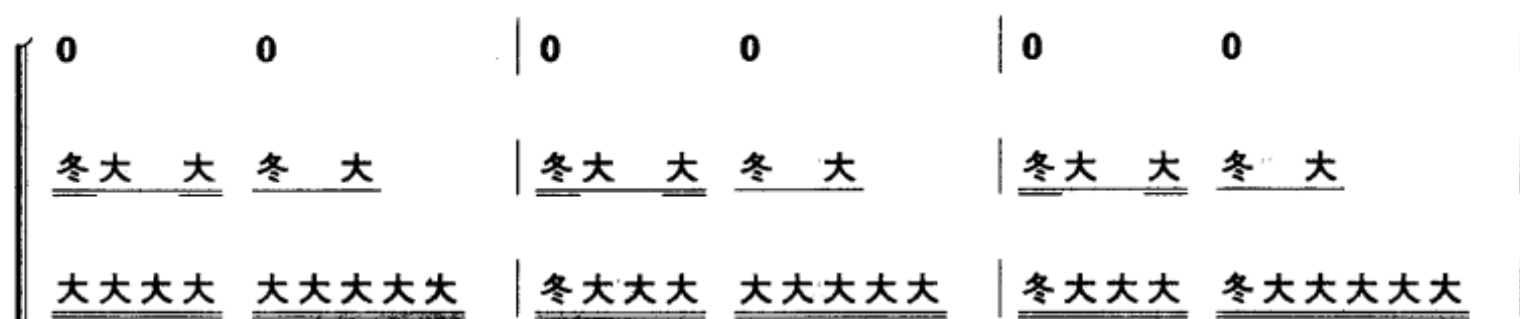 0 0 | 0 0 | 0 0
冬大 大 冬 大 | 冬大 大 冬 大 | 冬大 大 冬 大
大大大大 大大大大大 | 冬大大大 大大大大大 | 冬大大大 冬大大大大大